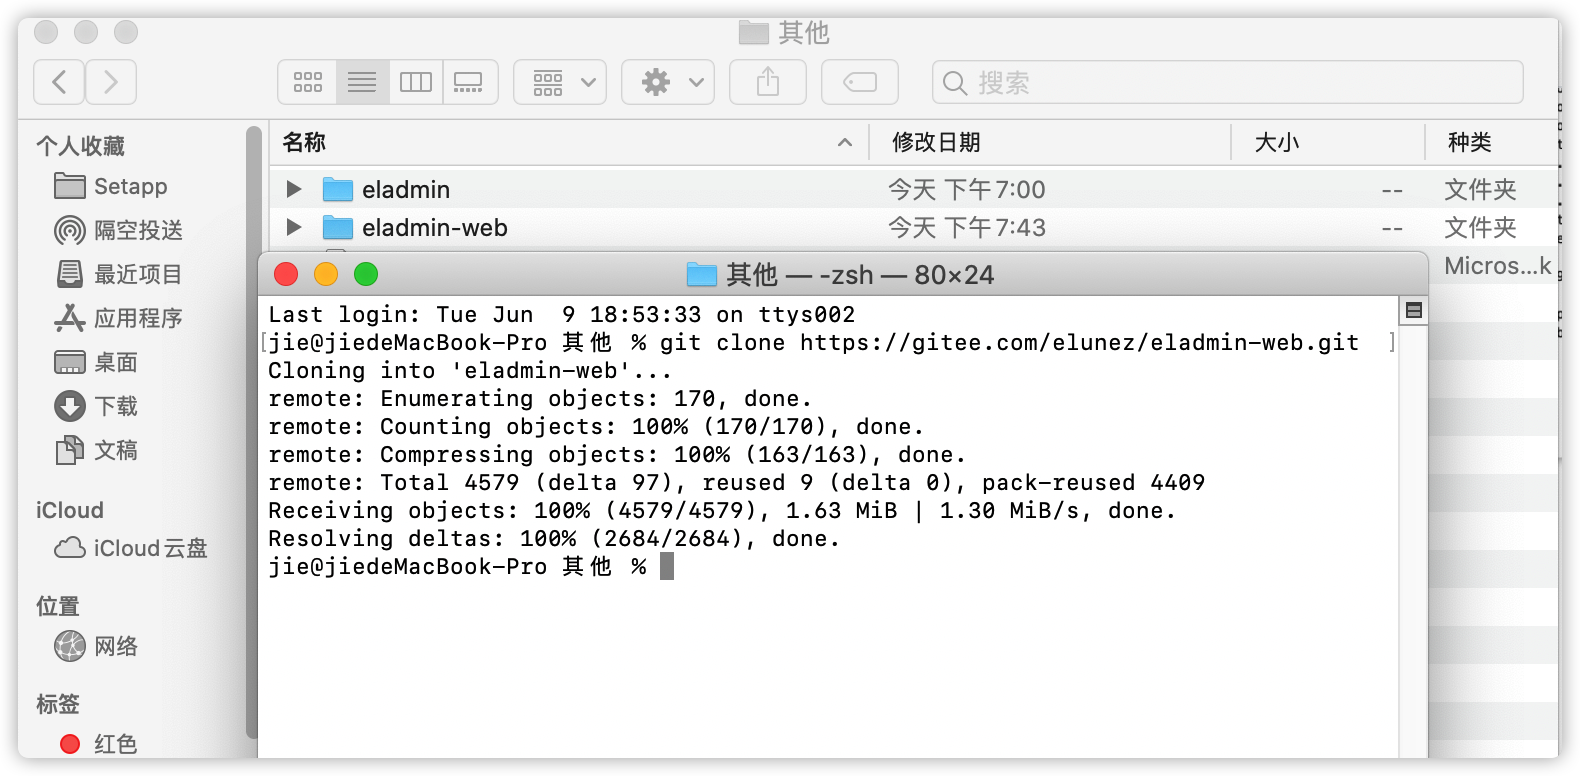 其他
搜索
个人收藏
Setapp
隔空投送
最近项目
应用程序
桌面
下载
文稿
iCloud
iCloud云盘
位置
网络
标签
红色
名称 修改日期 大小 种类
eladmin 今天 下午7:00 -- 文件夹
eladmin-web 今天 下午7:43 -- 文件夹
Micros...k
其他 — -zsh — 80×24
Last login: Tue Jun  9 18:53:33 on ttys002
[jie@jiedeMacBook-Pro 其他 % git clone https://gitee.com/elunez/eladmin-web.git ]
Cloning into 'eladmin-web'...
remote: Enumerating objects: 170, done.
remote: Counting objects: 100% (170/170), done.
remote: Compressing objects: 100% (163/163), done.
remote: Total 4579 (delta 97), reused 9 (delta 0), pack-reused 4409
Receiving objects: 100% (4579/4579), 1.63 MiB | 1.30 MiB/s, done.
Resolving deltas: 100% (2684/2684), done.
jie@jiedeMacBook-Pro 其他 %